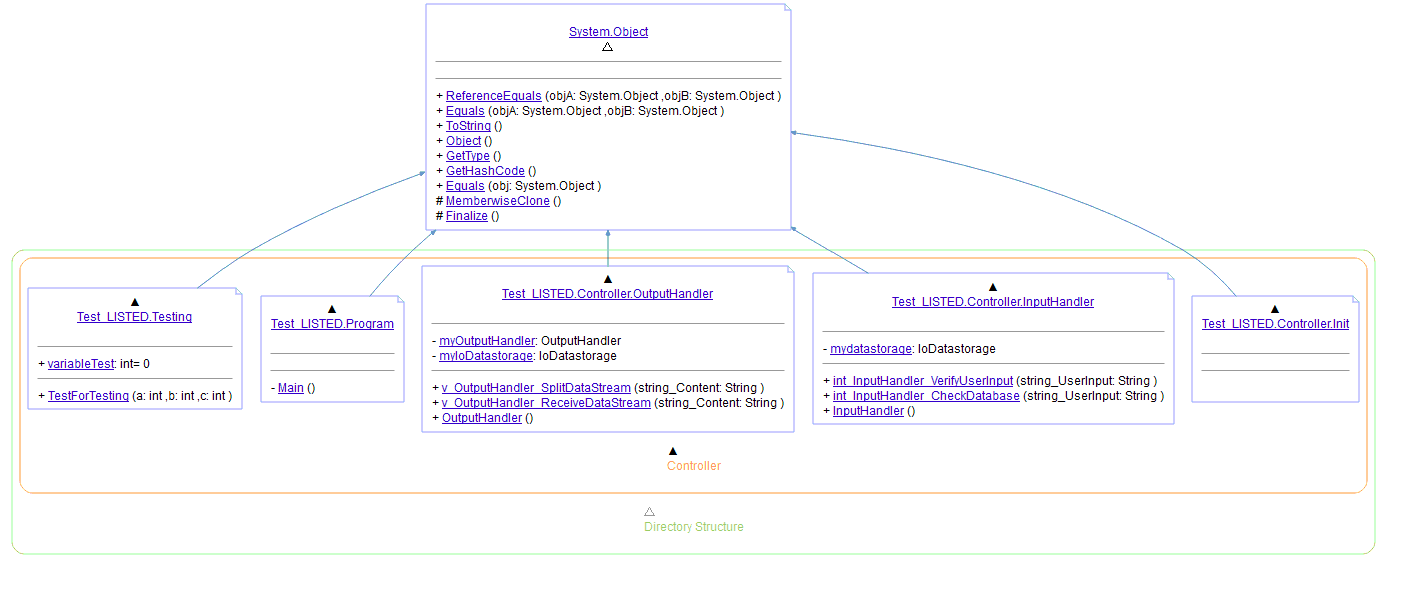 System.Object
+ ReferenceEquals (objA: System.Object ,objB: System.Object )
+ Equals (objA: System.Object ,objB: System.Object )
+ ToString ()
+ Object ()
+ GetType ()
+ GetHashCode ()
+ Equals (obj: System.Object )
# MemberwiseClone ()
# Finalize ()
Test_LISTED.Testing
+ variableTest: int= 0
+ TestForTesting (a: int ,b: int ,c: int )
Test_LISTED.Program
- Main ()
Test_LISTED.Controller.OutputHandler
- myOutputHandler: OutputHandler
- myIoDatastorage: IoDatastorage
+ v_OutputHandler_SplitDataStream (string_Content: String )
+ v_OutputHandler_ReceiveDataStream (string_Content: String )
+ OutputHandler ()
Test_LISTED.Controller.InputHandler
- mydatastorage: IoDatastorage
+ int_InputHandler_VerifyUserInput (string_UserInput: String )
+ int_InputHandler_CheckDatabase (string_UserInput: String )
+ InputHandler ()
Test_LISTED.Controller.Init
Controller
Directory Structure